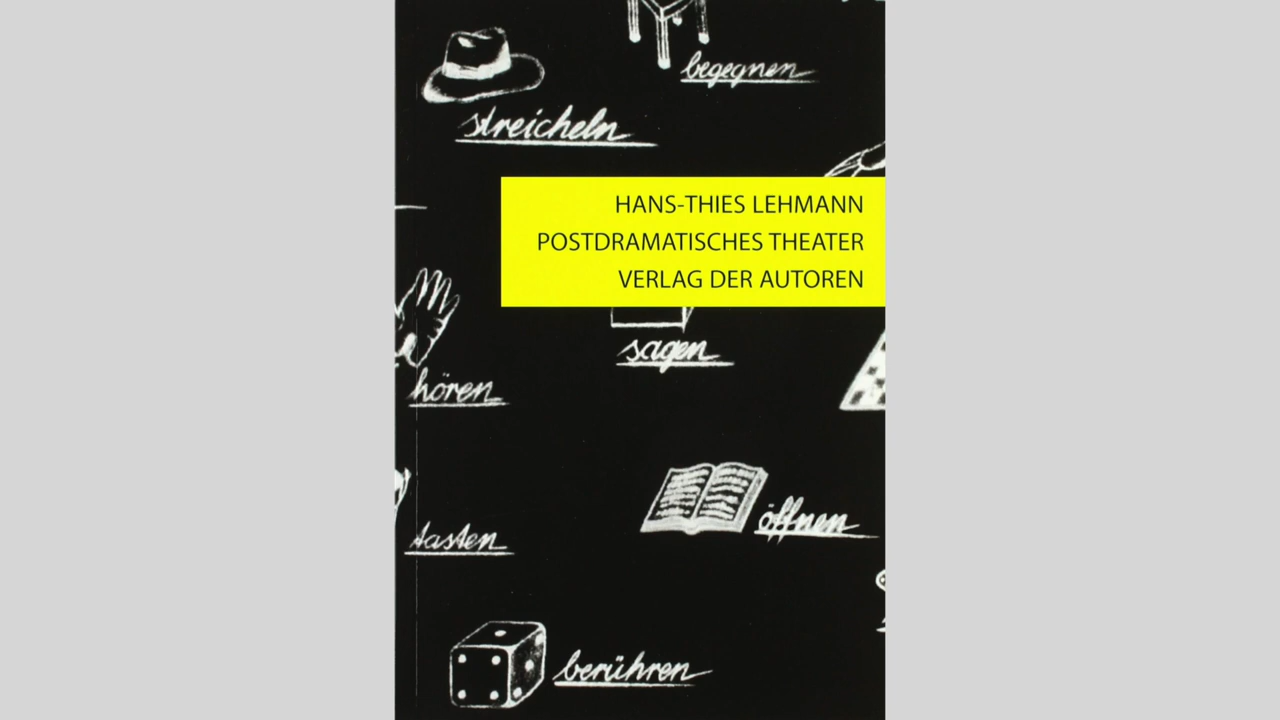 begegnen
streicheln
HANS-THIES LEHMANN
POSTDRAMATISCHES THEATER
VERLAG DER AUTOREN
sagen
hören
öffnen
tasten
berühren